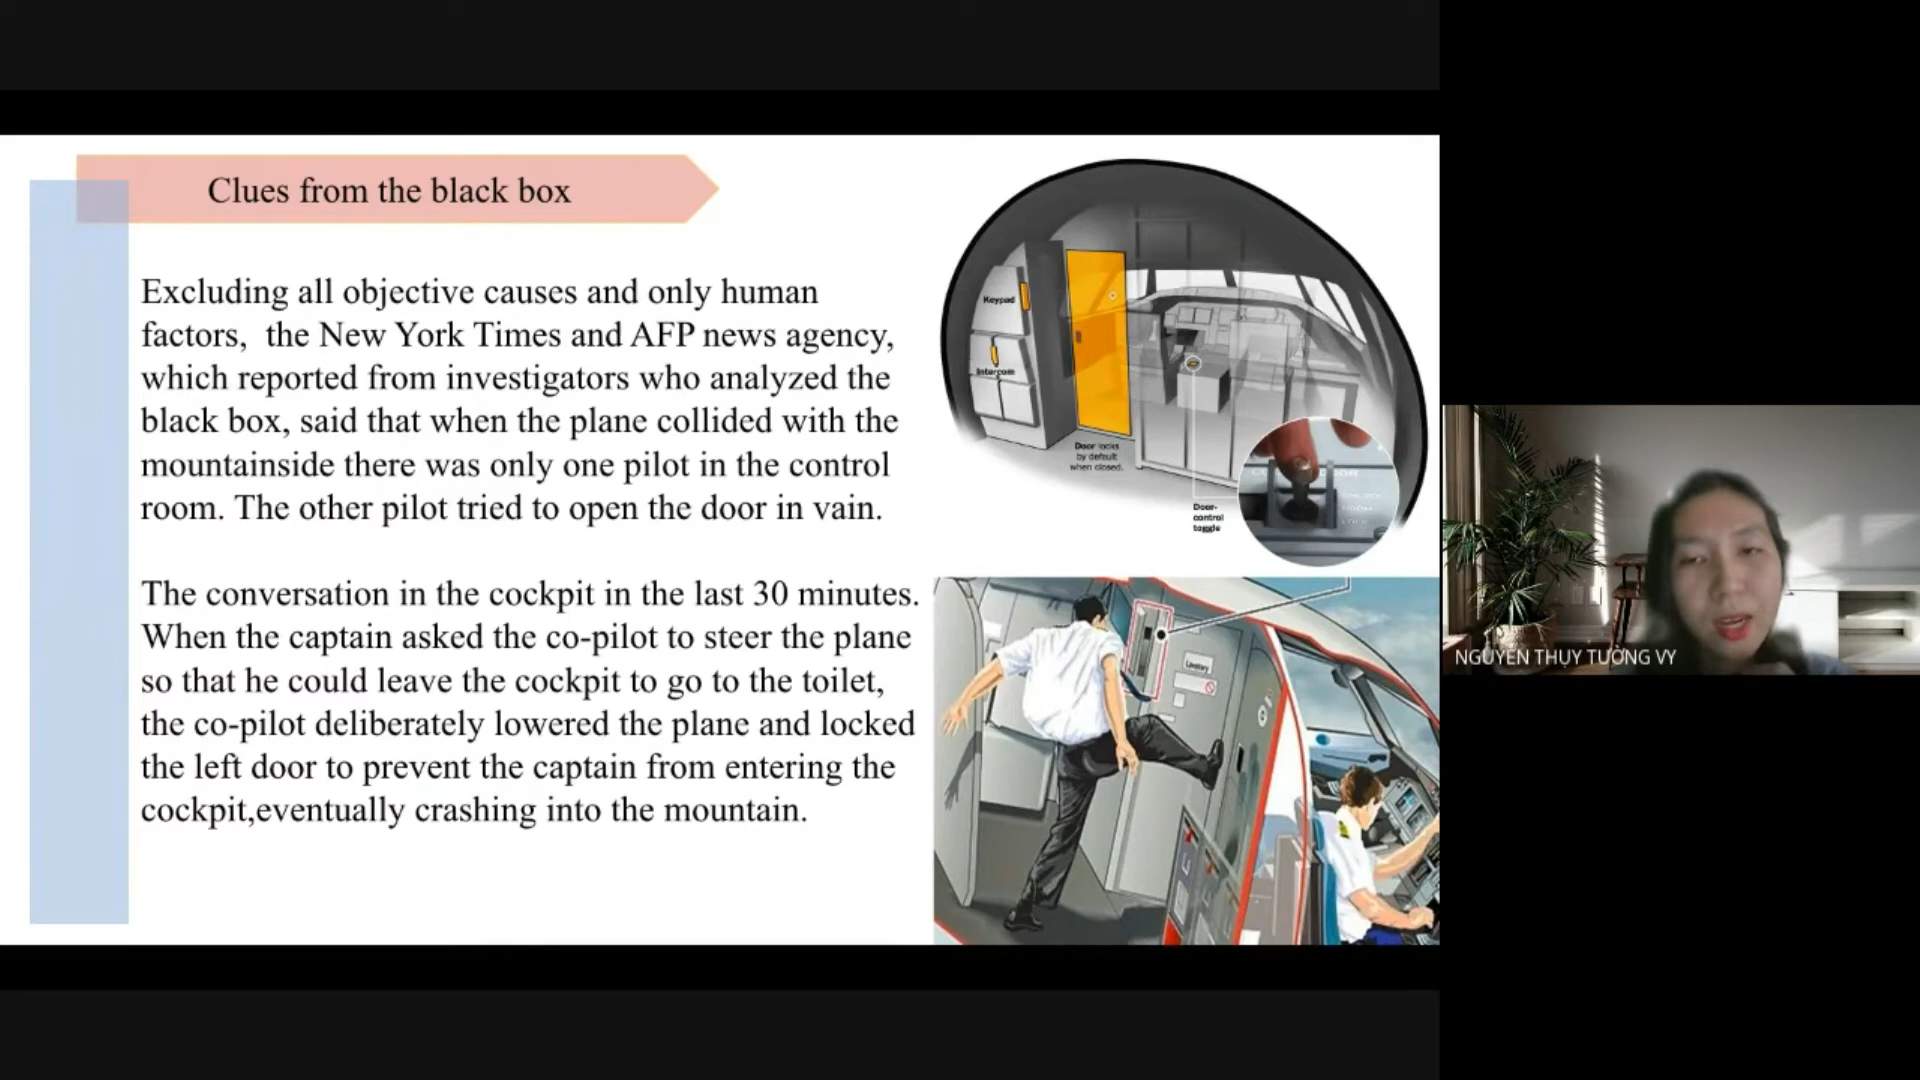 Clues from the black box
Excluding all objective causes and only human
factors, the New York Times and AFP news agency,
which reported from investigators who analyzed the
black box, said that when the plane collided with the
mountainside there was only one pilot in the control
room. The other pilot tried to open the door in vain.
The conversation in the cockpit in the last 30 minutes.
When the captain asked the co-pilot to steer the plane
so that he could leave the cockpit to go to the toilet,
the co-pilot deliberately lowered the plane and locked
the left door to prevent the captain from entering the
cockpit,eventually crashing into the mountain.
Keypad
Intercom
Door locks
by default
when closed.
Door-
control
toggle
Lavatory
NGUYỄN THỤY TƯỜNG VY